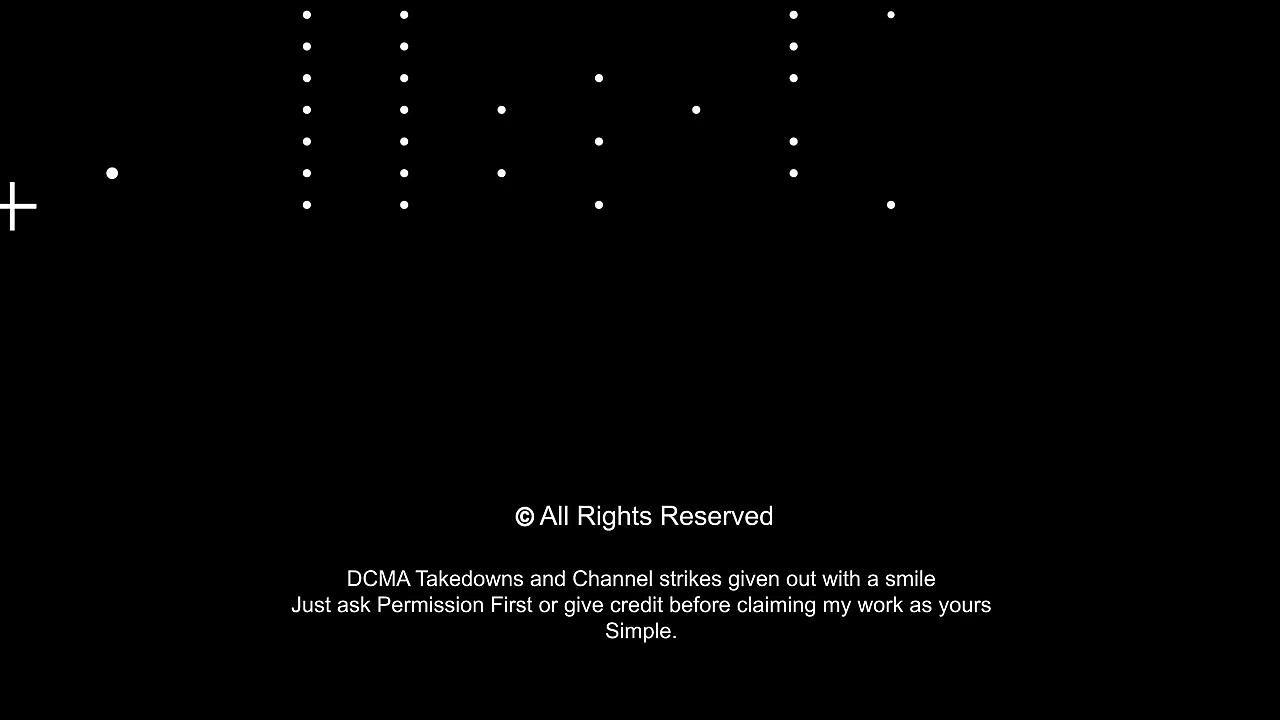 © All Rights Reserved
DCMA Takedowns and Channel strikes given out with a smile
Just ask Permission First or give credit before claiming my work as yours
Simple.